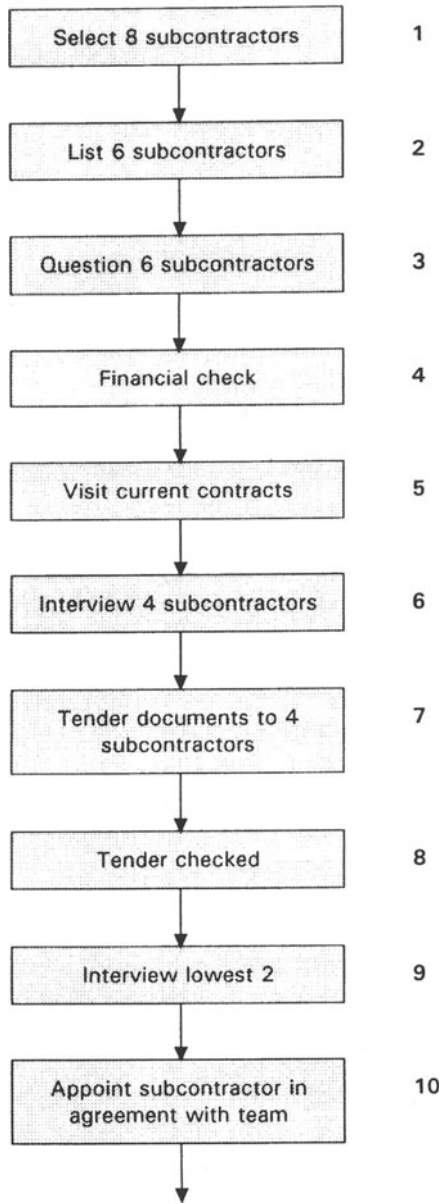 Select 8 subcontractors 1
List 6 subcontractors 2
Question 6 subcontractors 3
Financial check 4
Visit current contracts 5
Interview 4 subcontractors 6
Tender documents to 4 7
subcontractors
Tender checked 8
Interview lowest 2 9
Appoint subcontractor in 10
agreement with team